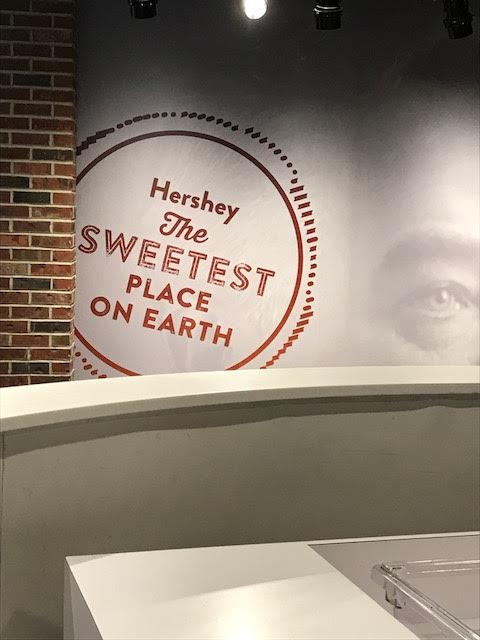 Hershey
The
SWEETEST
PLACE
ON EARTH